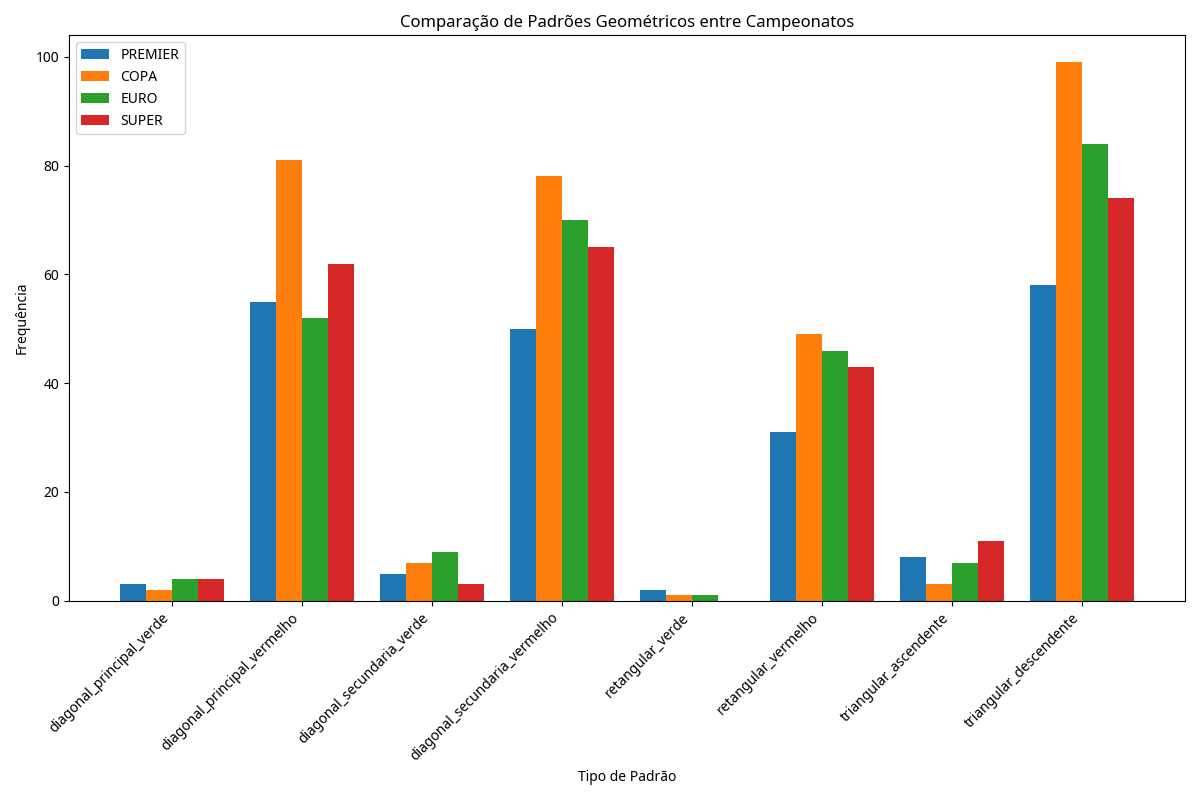 Comparação de Padrões Geométricos entre Campeonatos
PREMIER
COPA
EURO
SUPER
Frequência
100
80
60
40
20
0
diagonal_principal_verde
diagonal_principal_vermelho
diagonal_secundaria_verde
diagonal_secundaria_vermelho
retangular_verde
retangular_vermelho
triangular_ascendente
triangular_descendente
Tipo de Padrão